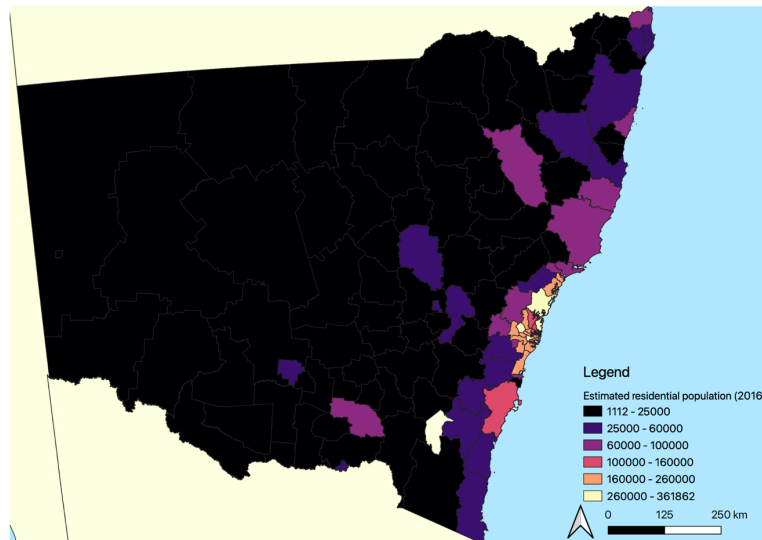 Legend
Estimated residential population (2016
1112 - 25000
25000 - 60000
60000 - 100000
100000 - 160000
160000 - 260000
260000 - 361862
0 125 250 km